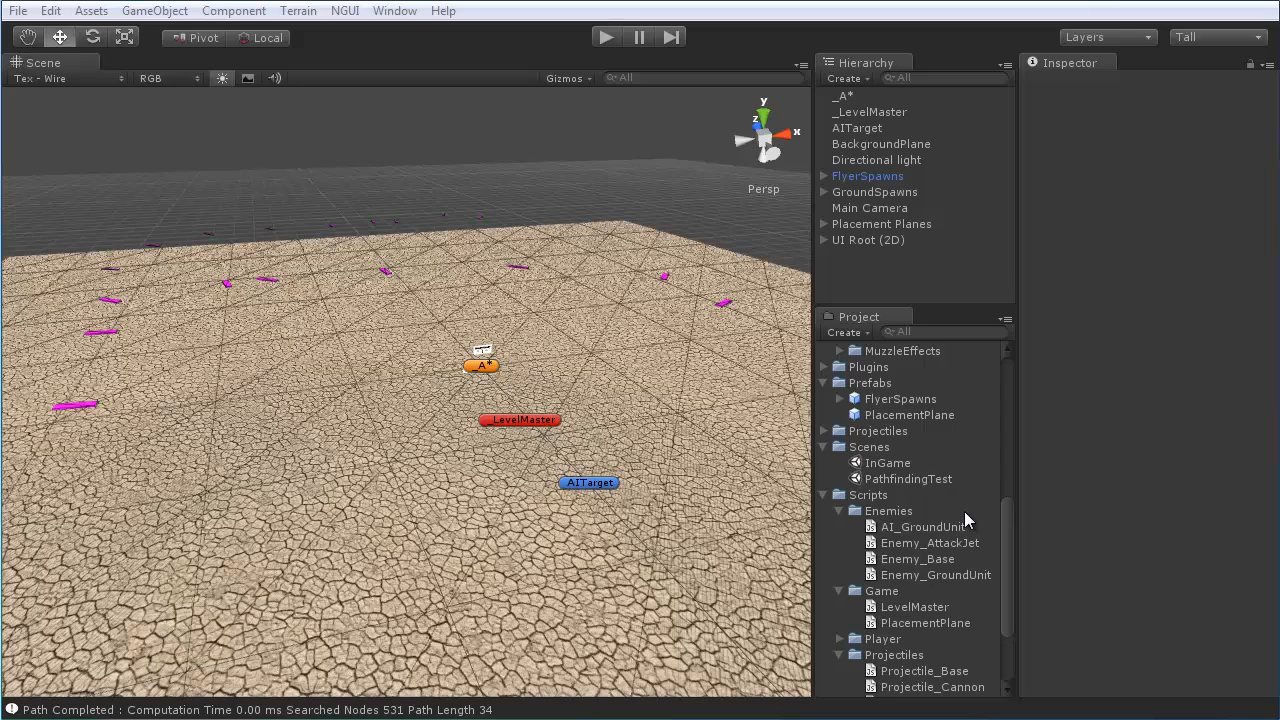 File Edit Assets GameObject Component Terrain NGUI Window Help
Pivot Local Layers Tall
Scene
Tex - Wire RGB Gizmos All
y
z
x
Persp
_A*
_LevelMaster
AITarget
Hierarchy
Create All
_A*
_LevelMaster
AITarget
BackgroundPlane
Directional light
FlyerSpawns
GroundSpawns
Main Camera
Placement Planes
UI Root (2D)
Project
Create All
MuzzleEffects
Plugins
Prefabs
FlyerSpawns
PlacementPlane
Projectiles
Scenes
InGame
PathfindingTest
Scripts
Enemies
AI_GroundUnit
Enemy_AttackJet
Enemy_Base
Enemy_GroundUnit
Game
LevelMaster
PlacementPlane
Player
Projectiles
Projectile_Base
Projectile_Cannon
Inspector
Path Completed : Computation Time 0.00 ms Searched Nodes 531 Path Length 34